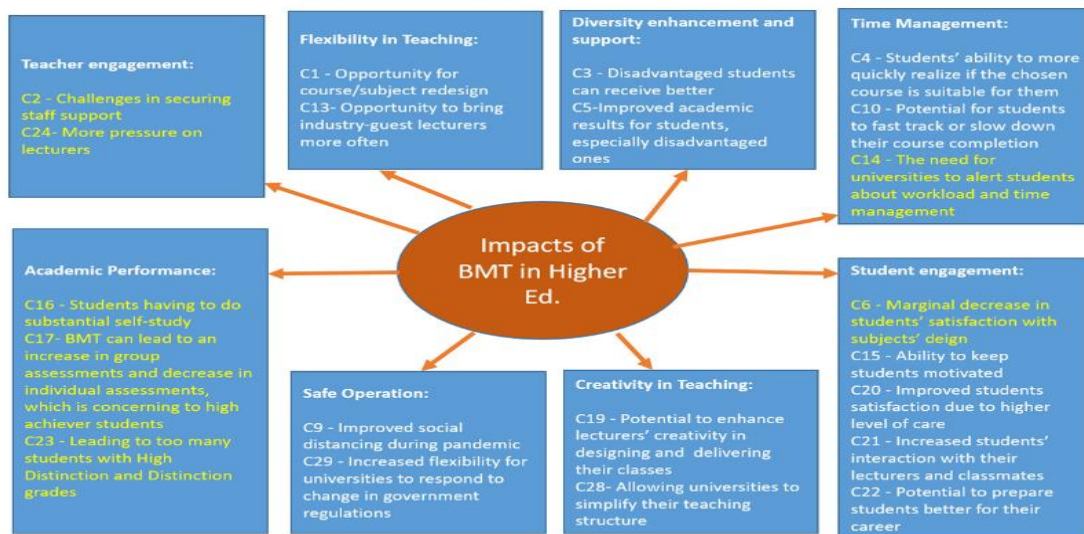 Teacher engagement:
C2 - Challenges in securing
staff support
C24- More pressure on
lecturers
Flexibility in Teaching:
C1 - Opportunity for
course/subject redesign
C13- Opportunity to bring
industry-guest lecturers
more often
Diversity enhancement and
support:
C3 - Disadvantaged students
can receive better
C5-Improved academic
results for students,
especially disadvantaged
ones
Time Management:
C4 - Students’ ability to more
quickly realize if the chosen
course is suitable for them
C10 - Potential for students
to fast track or slow down
their course completion
C14 - The need for
universities to alert students
about workload and time
management
Impacts of
BMT in Higher
Ed.
Academic Performance:
C16 - Students having to do
substantial self-study
C17- BMT can lead to an
increase in group
assessments and decrease in
individual assessments,
which is concerning to high
achiever students
C23 - Leading to too many
students with High
Distinction and Distinction
grades
Safe Operation:
C9 - Improved social
distancing during pandemic
C29 - Increased flexibility for
universities to respond to
change in government
regulations
Creativity in Teaching:
C19 - Potential to enhance
lecturers’ creativity in
designing and delivering
their classes
C28- Allowing universities to
simplify their teaching
structure
Student engagement:
C6 - Marginal decrease in
students’ satisfaction with
subjects’ deign
C15 - Ability to keep
students motivated
C20 - Improved students
satisfaction due to higher
level of care
C21 - Increased students’
interaction with their
lecturers and classmates
C22 - Potential to prepare
students better for their
career